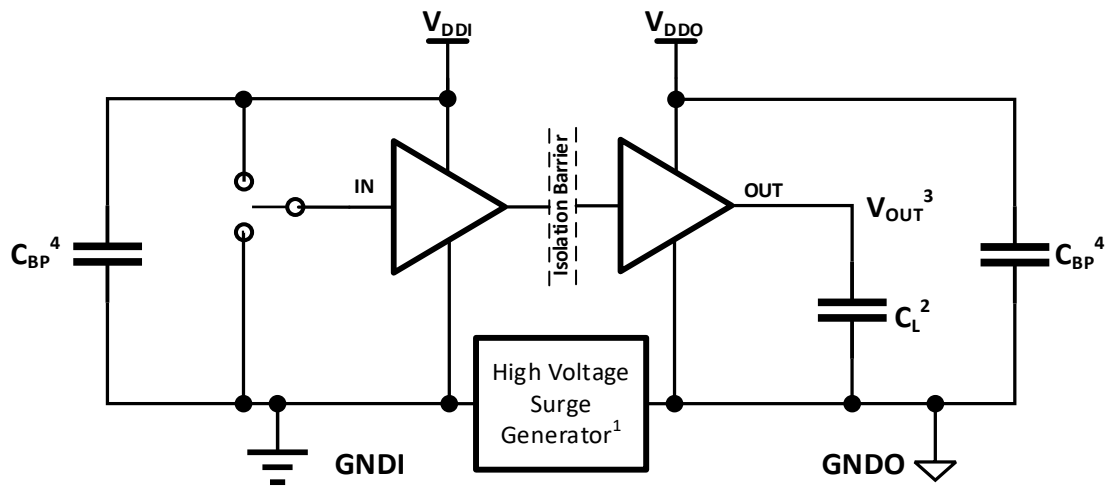 VDDI
VDDO
IN
Isolation Barrier
OUT
VOUT3
CBP4
CBP4
CL2
High Voltage
Surge
Generator1
GNDI
GNDO